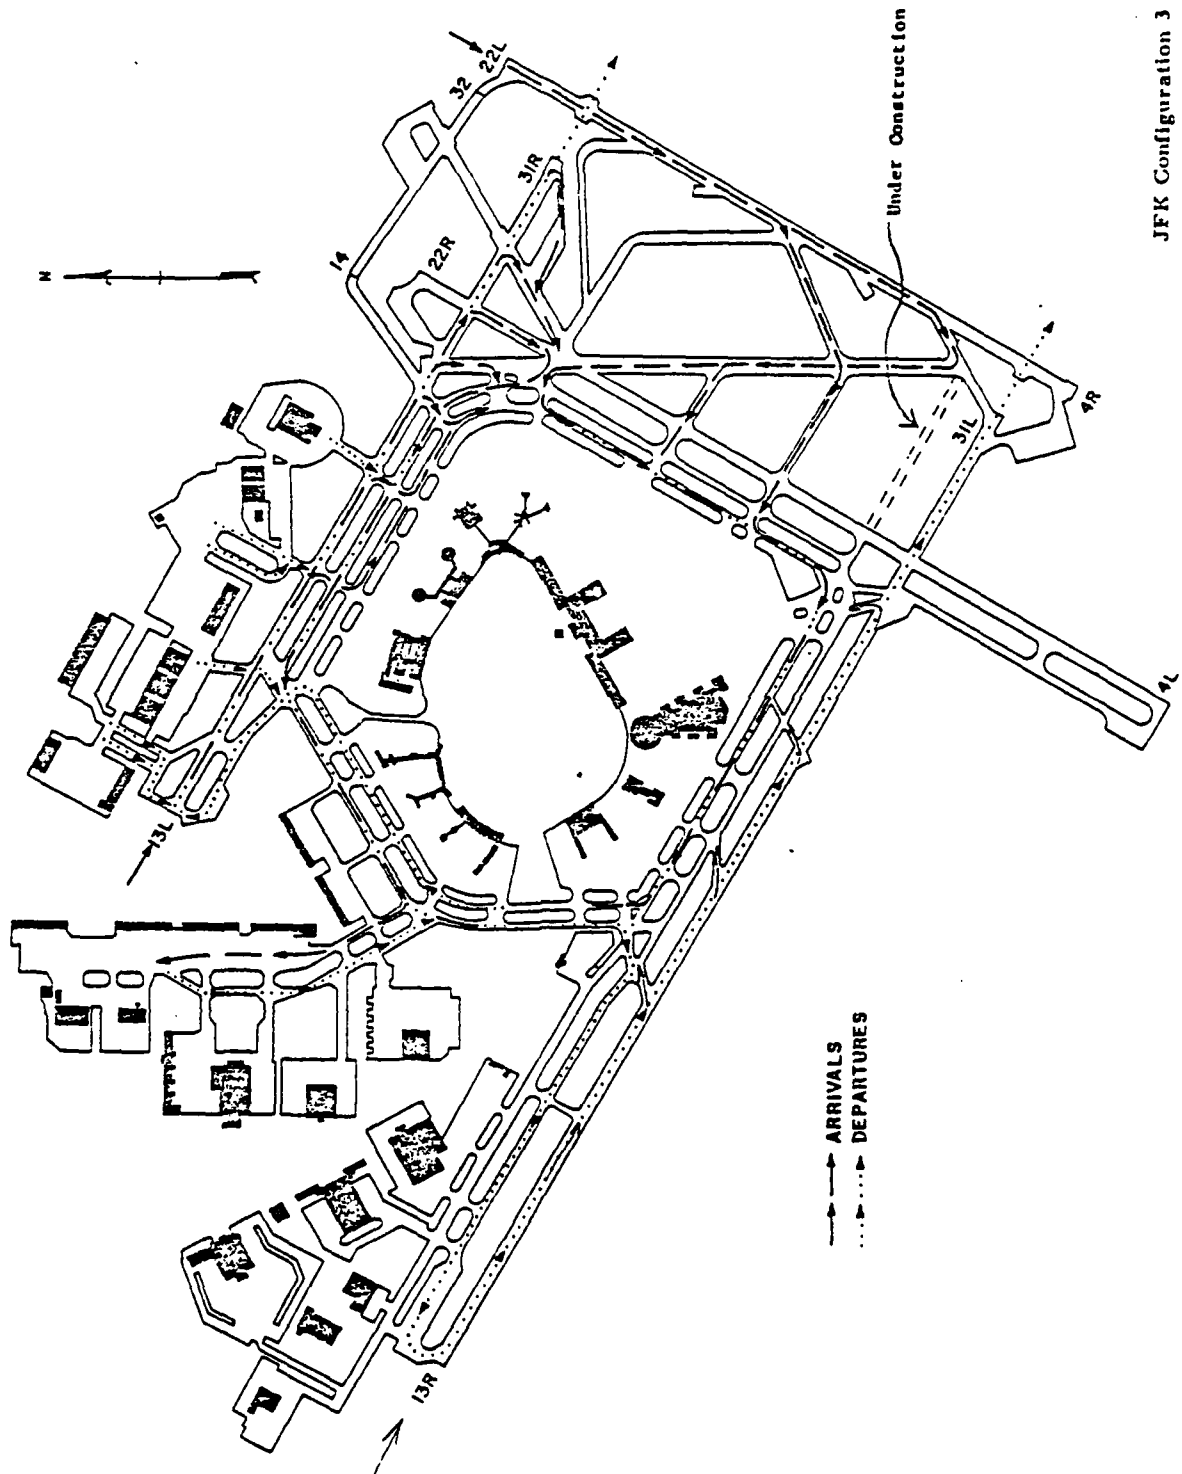 N
14
32
22L
31R
22R
Under Construction
13L
31L
4R
4L
13R
ARRIVALS
DEPARTURES
JFK Configuration 3